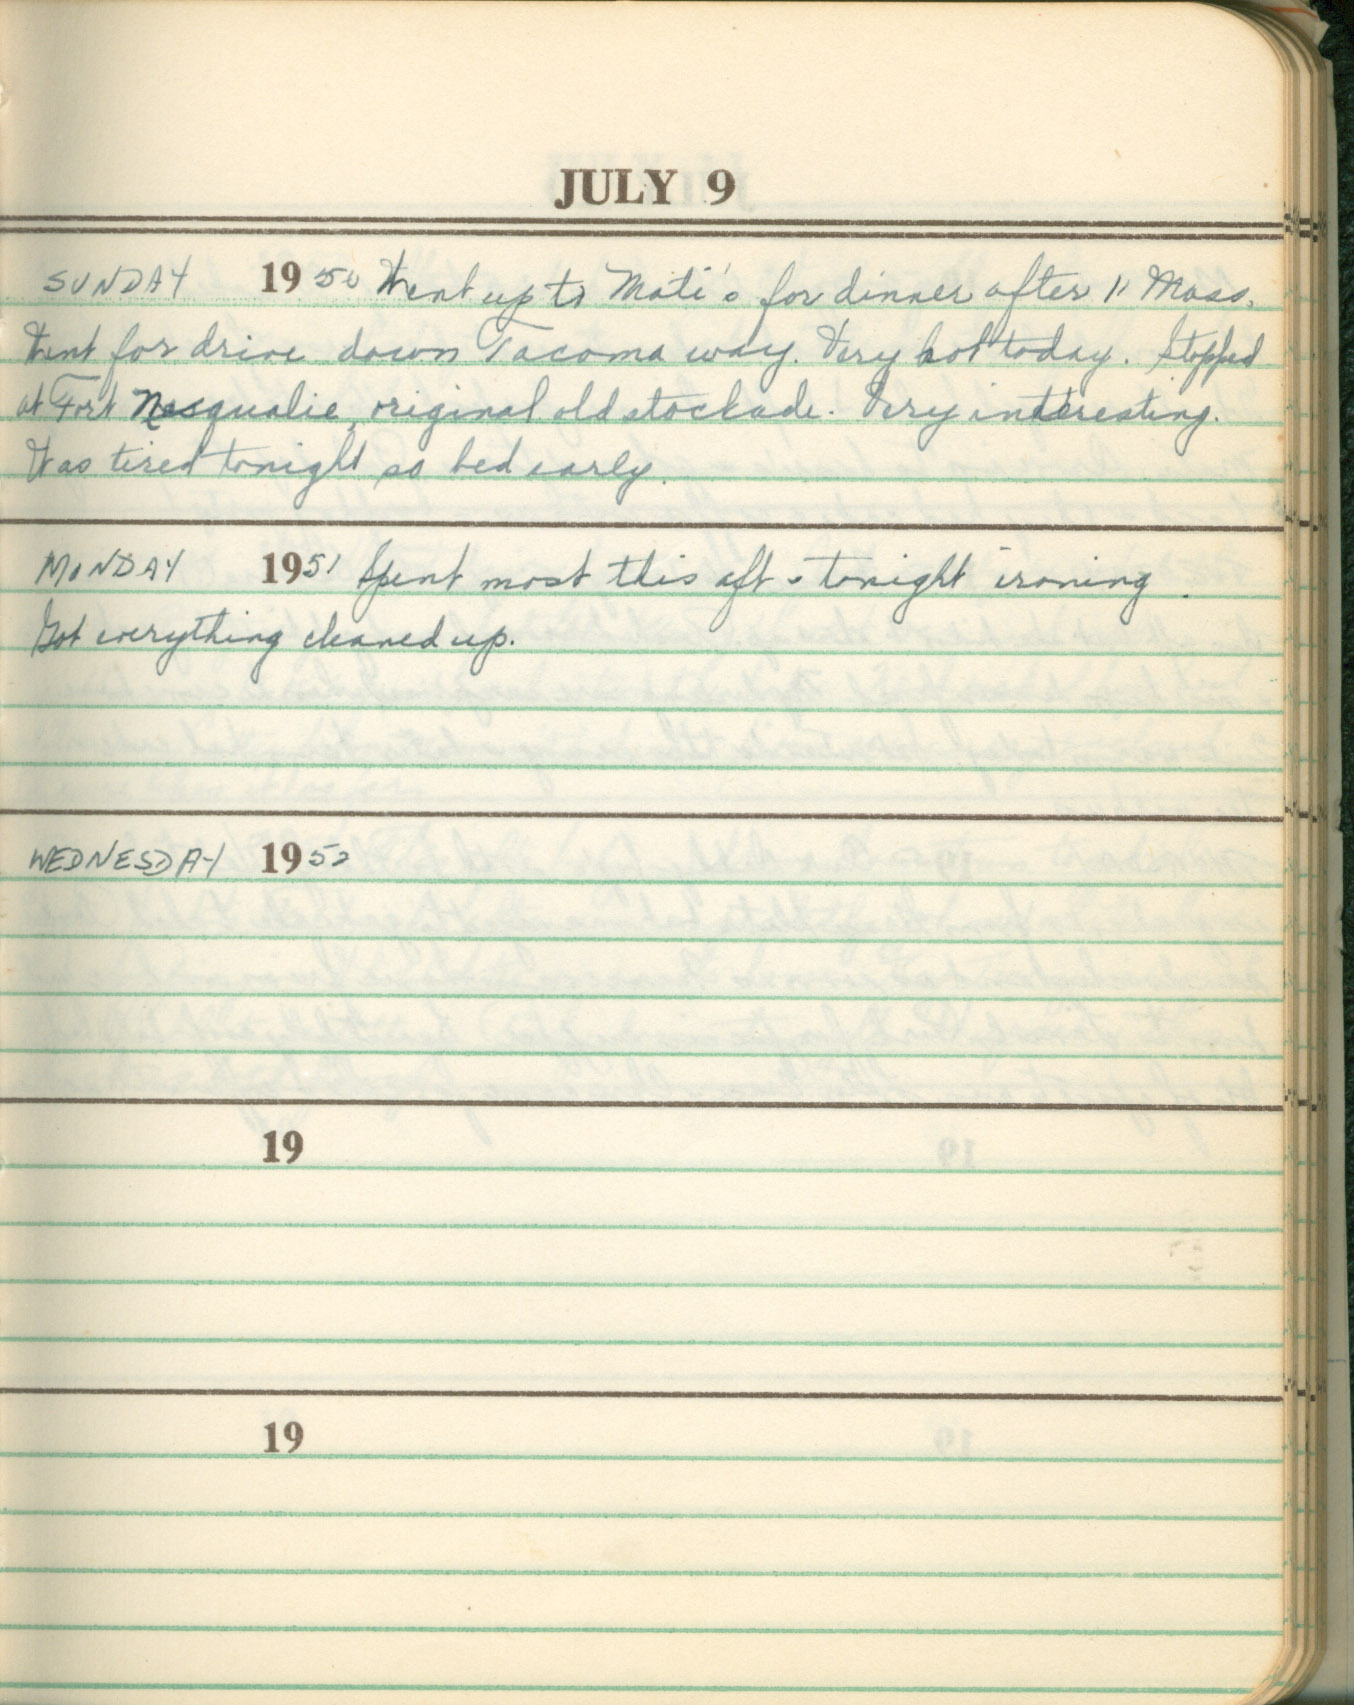 JULY 9
SUNDAY 1950 Went up to Mati's for dinner after 11 Mass.
Went for drive down Tacoma way. Very hot today. Stopped
at Fort Nesqualie, original old stockade. Very interesting.
Was tired tonight so bed early.
MONDAY 1951 Spent most this aft & tonight ironing.
Got everything cleaned up.
WEDNESDAY 1952
19
19